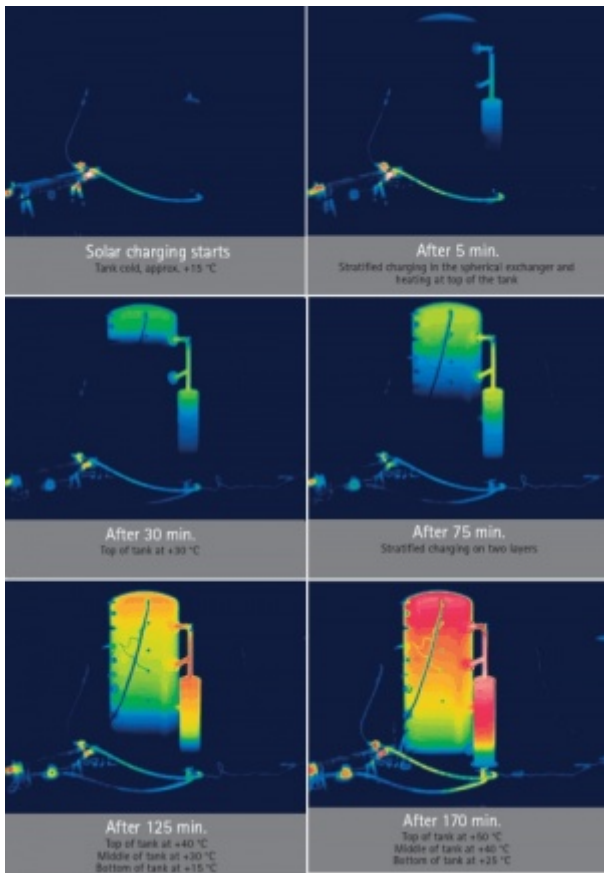 Solar charging starts
Tank cold, approx. +15 °C
After 5 min.
Stratified charging in the spherical exchanger and
heating at top of the tank
After 30 min.
Top of tank at +30 °C
After 75 min.
Stratified charging on two layers
After 125 min.
Top of tank at +40 °C
Middle of tank at +30 °C
Bottom of tank at +15 °C
After 170 min.
Top of tank at +50 °C
Middle of tank at +40 °C
Bottom of tank at +25 °C